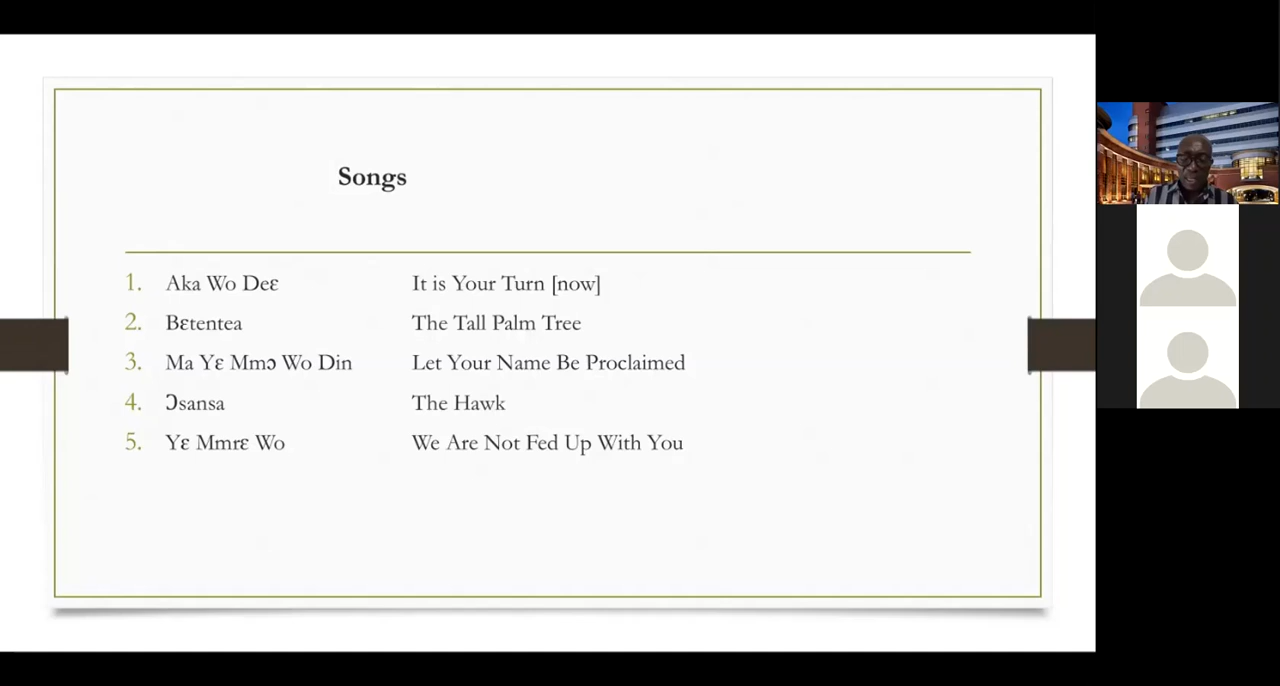 Songs
1. Aka Wo Deɛ It is Your Turn [now]
2. Bɛtentea The Tall Palm Tree
3. Ma Yɛ Mmɔ Wo Din Let Your Name Be Proclaimed
4. Ɔsansa The Hawk
5. Yɛ Mmrɛ Wo We Are Not Fed Up With You